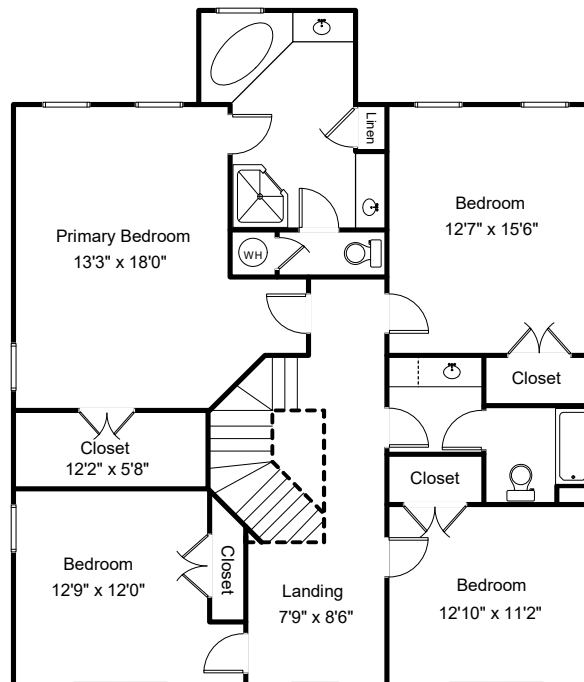 Linen
Bedroom
12'7" x 15'6"
Primary Bedroom
13'3" x 18'0"
WH
Closet
Closet
12'2" x 5'8"
Closet
Bedroom
12'9" x 12'0"
Closet
Landing
7'9" x 8'6"
Bedroom
12'10" x 11'2"